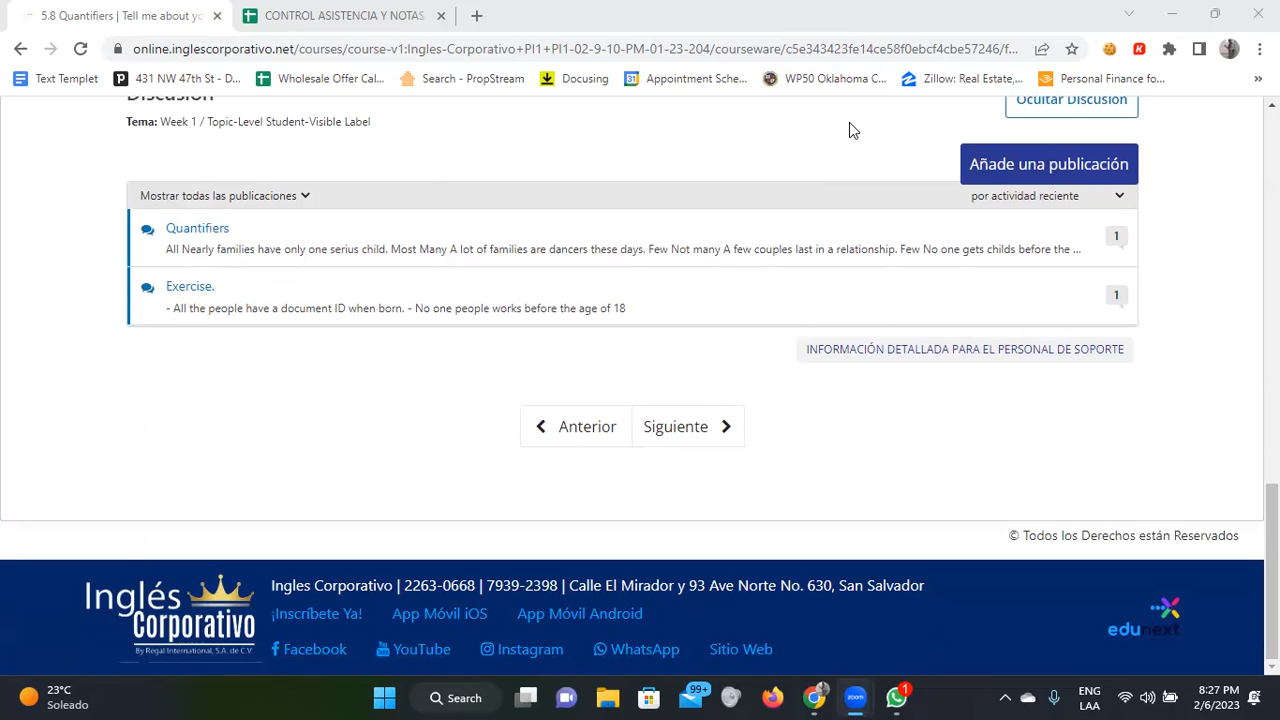 5.8 Quantifiers | Tell me about yo
CONTROL ASISTENCIA Y NOTAS
online.inglescorporativo.net/courses/course-v1:Ingles-Corporativo+PI1+PI1-02-9-10-PM-01-23-204/courseware/c5e343423fe14ce58f0ebcf4cbe57246/f...
Text Templet
431 NW 47th St - D...
Wholesale Offer Cal...
Search - PropStream
Docusing
Appointment Sche...
WP50 Oklahoma C...
Zillow: Real Estate,...
Personal Finance fo...
»
Discusión
Ocultar Discusión
Tema: Week 1 / Topic-Level Student-Visible Label
Añade una publicación
Mostrar todas las publicaciones
por actividad reciente
Quantifiers
All Nearly families have only one serius child. Most Many A lot of families are dancers these days. Few Not many A few couples last in a relationship. Few No one gets childs before the ...
1
Exercise.
- All the people have a document ID when born. - No one people works before the age of 18
1
INFORMACIÓN DETALLADA PARA EL PERSONAL DE SOPORTE
Anterior
Siguiente
© Todos los Derechos están Reservados
Inglés Corporativo
By Regal International, S.A. de C.V.
Ingles Corporativo | 2263-0668 | 7939-2398 | Calle El Mirador y 93 Ave Norte No. 630, San Salvador
¡Inscríbete Ya!
App Móvil iOS
App Móvil Android
Facebook
YouTube
Instagram
WhatsApp
Sitio Web
edunext
23°C
Soleado
Search
99+
zoom
1
ENG
LAA
8:27 PM
2/6/2023